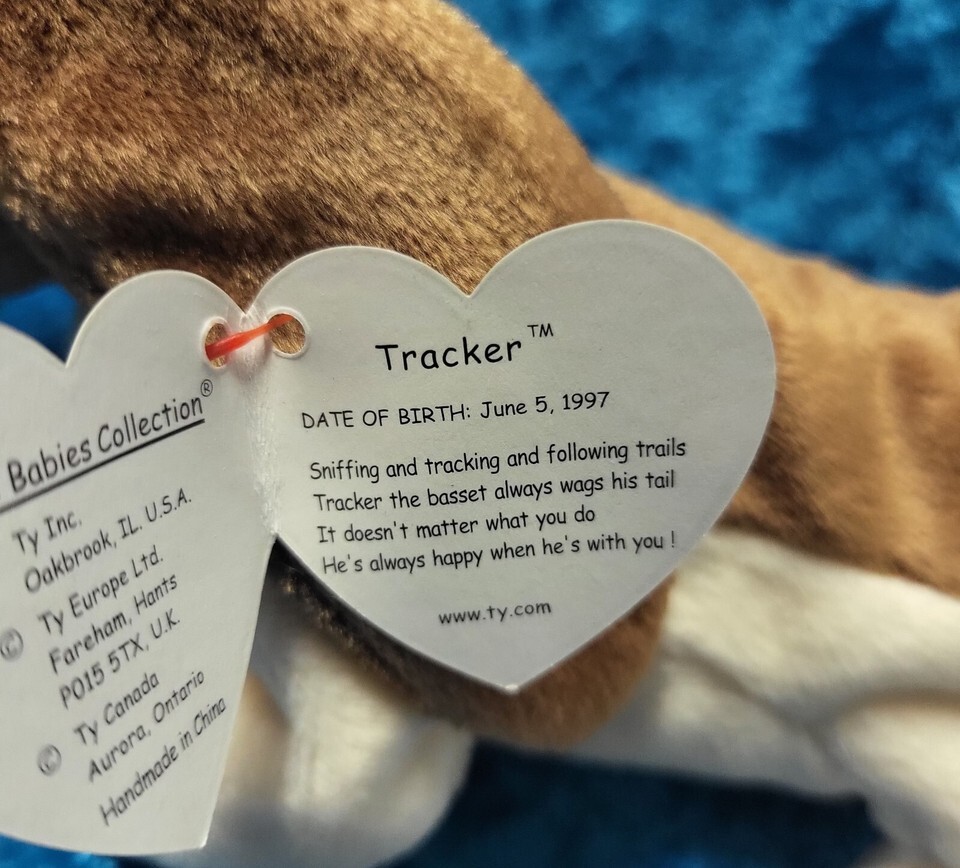 Babies Collection®
Ty Inc.
Oakbrook, IL. U.S.A.
© Ty Europe Ltd.
Fareham, Hants
PO15 5TX, U.K.
© Ty Canada
Aurora, Ontario
Handmade in China
Tracker™
DATE OF BIRTH: June 5, 1997
Sniffing and tracking and following trails
Tracker the basset always wags his tail
It doesn't matter what you do
He's always happy when he's with you !
www.ty.com